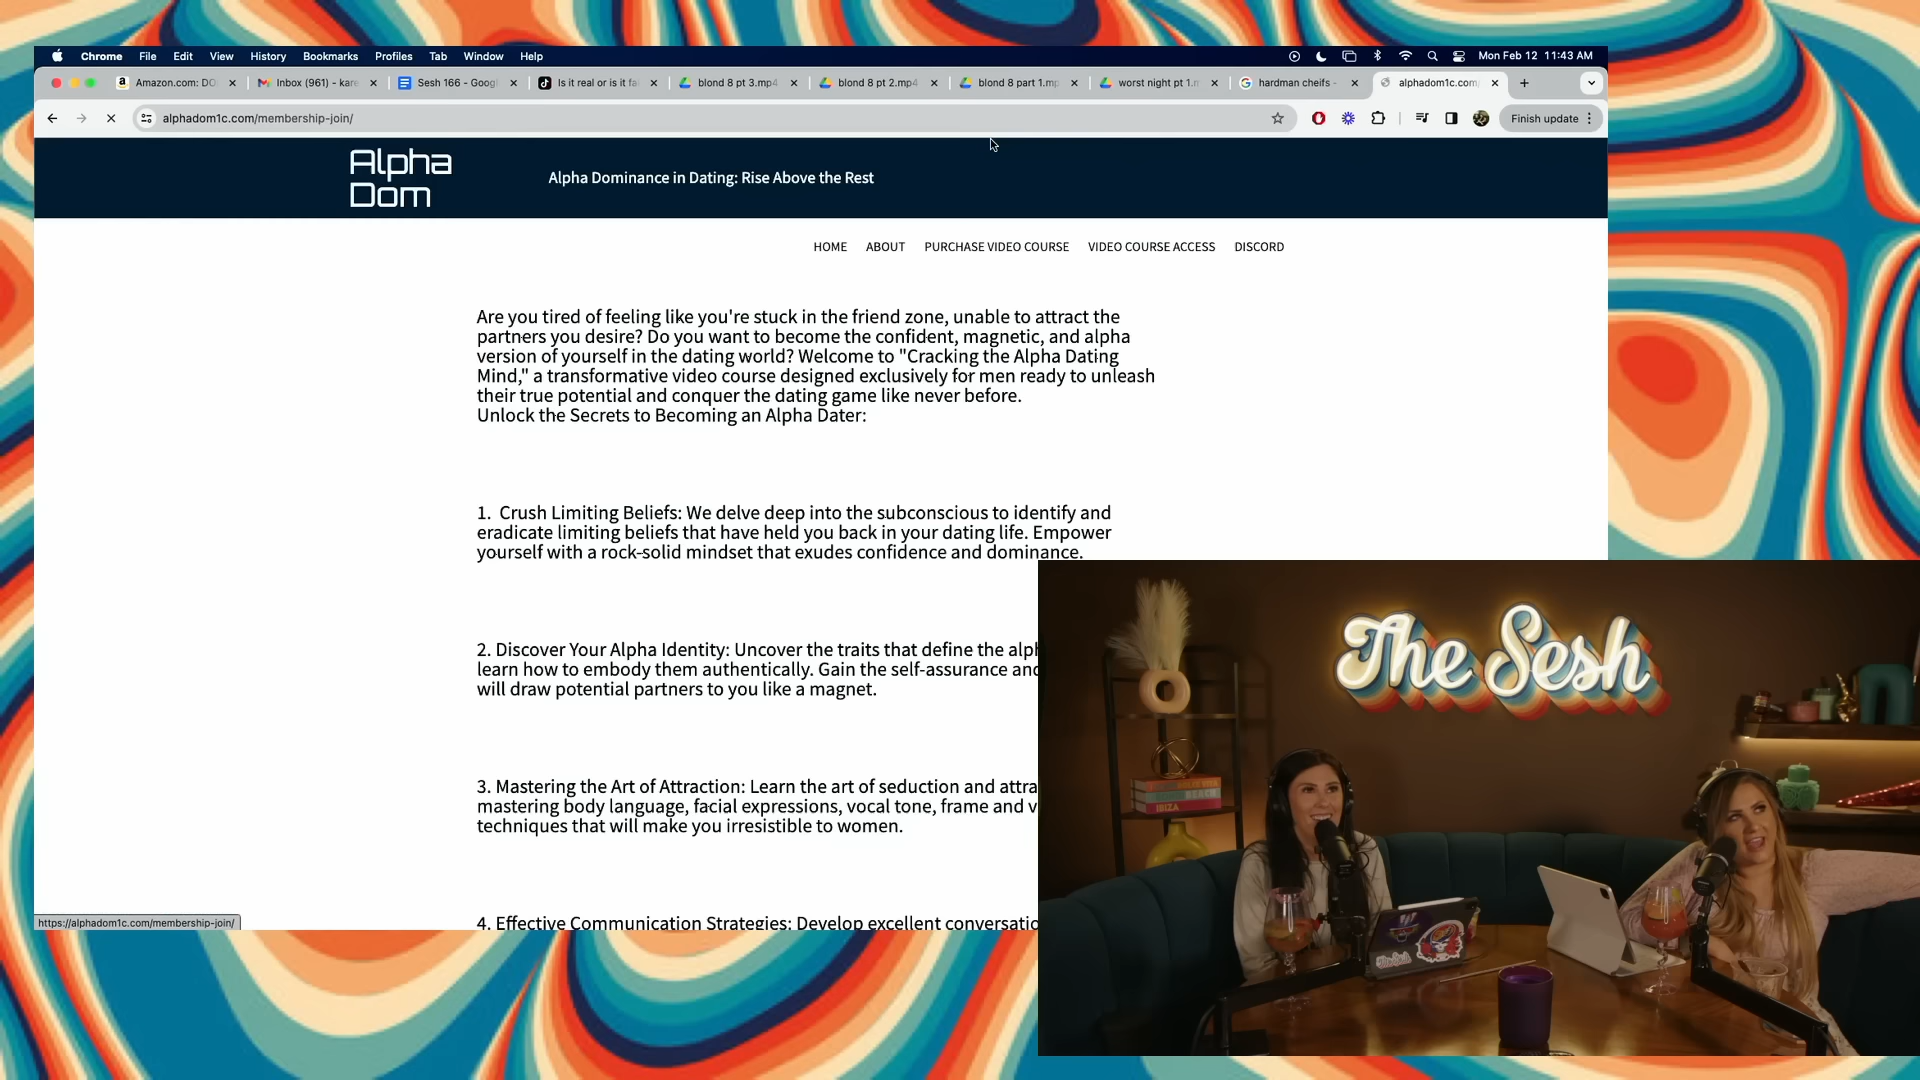 Chrome File Edit View History Bookmarks Profiles Tab Window Help Mon Feb 12 11:43 AM
Amazon.com: DO Inbox (961) - kare Sesh 166 - Googl Is it real or is it fa blond 8 pt 3.mp4 blond 8 pt 2.mp4 blond 8 part 1.mp worst night pt 1.m hardman cheifs - alphadom1c.com
alphadom1c.com/membership-join/ Finish update
Alpha
Dom
Alpha Dominance in Dating: Rise Above the Rest
HOME ABOUT PURCHASE VIDEO COURSE VIDEO COURSE ACCESS DISCORD
Are you tired of feeling like you're stuck in the friend zone, unable to attract the
partners you desire? Do you want to become the confident, magnetic, and alpha
version of yourself in the dating world? Welcome to "Cracking the Alpha Dating
Mind," a transformative video course designed exclusively for men ready to unleash
their true potential and conquer the dating game like never before.
Unlock the Secrets to Becoming an Alpha Dater:
1. Crush Limiting Beliefs: We delve deep into the subconscious to identify and
eradicate limiting beliefs that have held you back in your dating life. Empower
yourself with a rock-solid mindset that exudes confidence and dominance.
2. Discover Your Alpha Identity: Uncover the traits that define the alph
learn how to embody them authentically. Gain the self-assurance and
will draw potential partners to you like a magnet.
3. Mastering the Art of Attraction: Learn the art of seduction and attra
mastering body language, facial expressions, vocal tone, frame and v
techniques that will make you irresistible to women.
4. Effective Communication Strategies: Develop excellent conversatio
https://alphadom1c.com/membership-join/
The Sesh
IBIZA